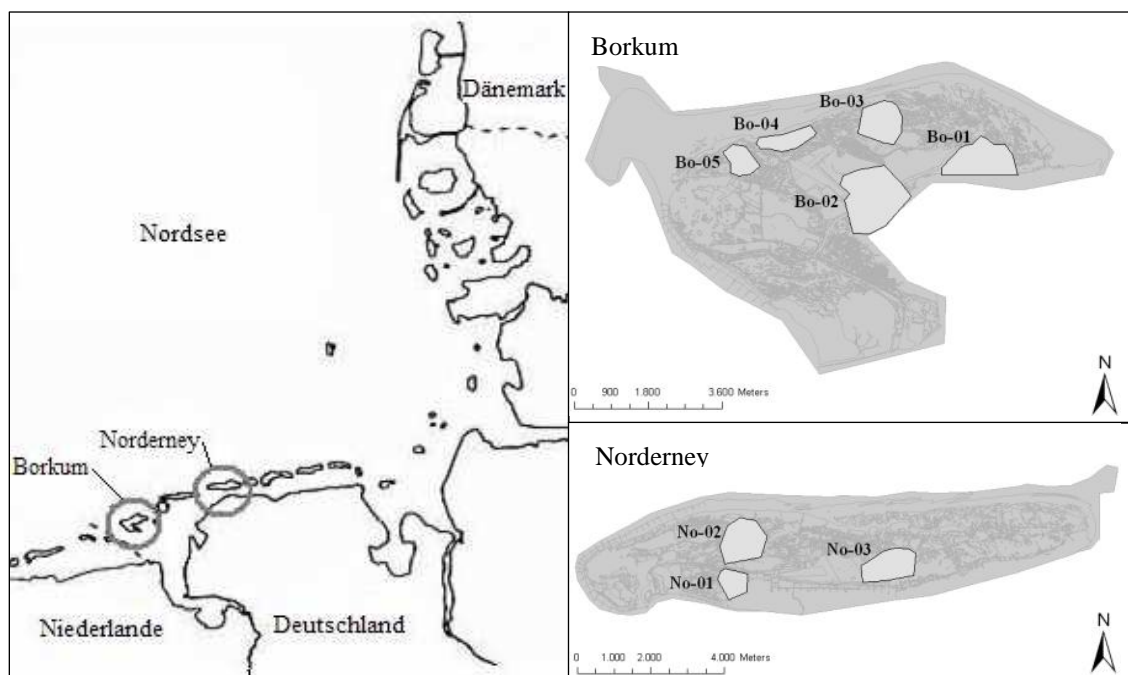 Dänemark
Nordsee
Norderney
Borkum
Niederlande
Deutschland
Borkum
Bo-03
Bo-04
Bo-01
Bo-05
Bo-02
N
0 900 1.800 3.600 Meters
Norderney
No-02
No-03
No-01
N
0 1.000 2.000 4.000 Meters